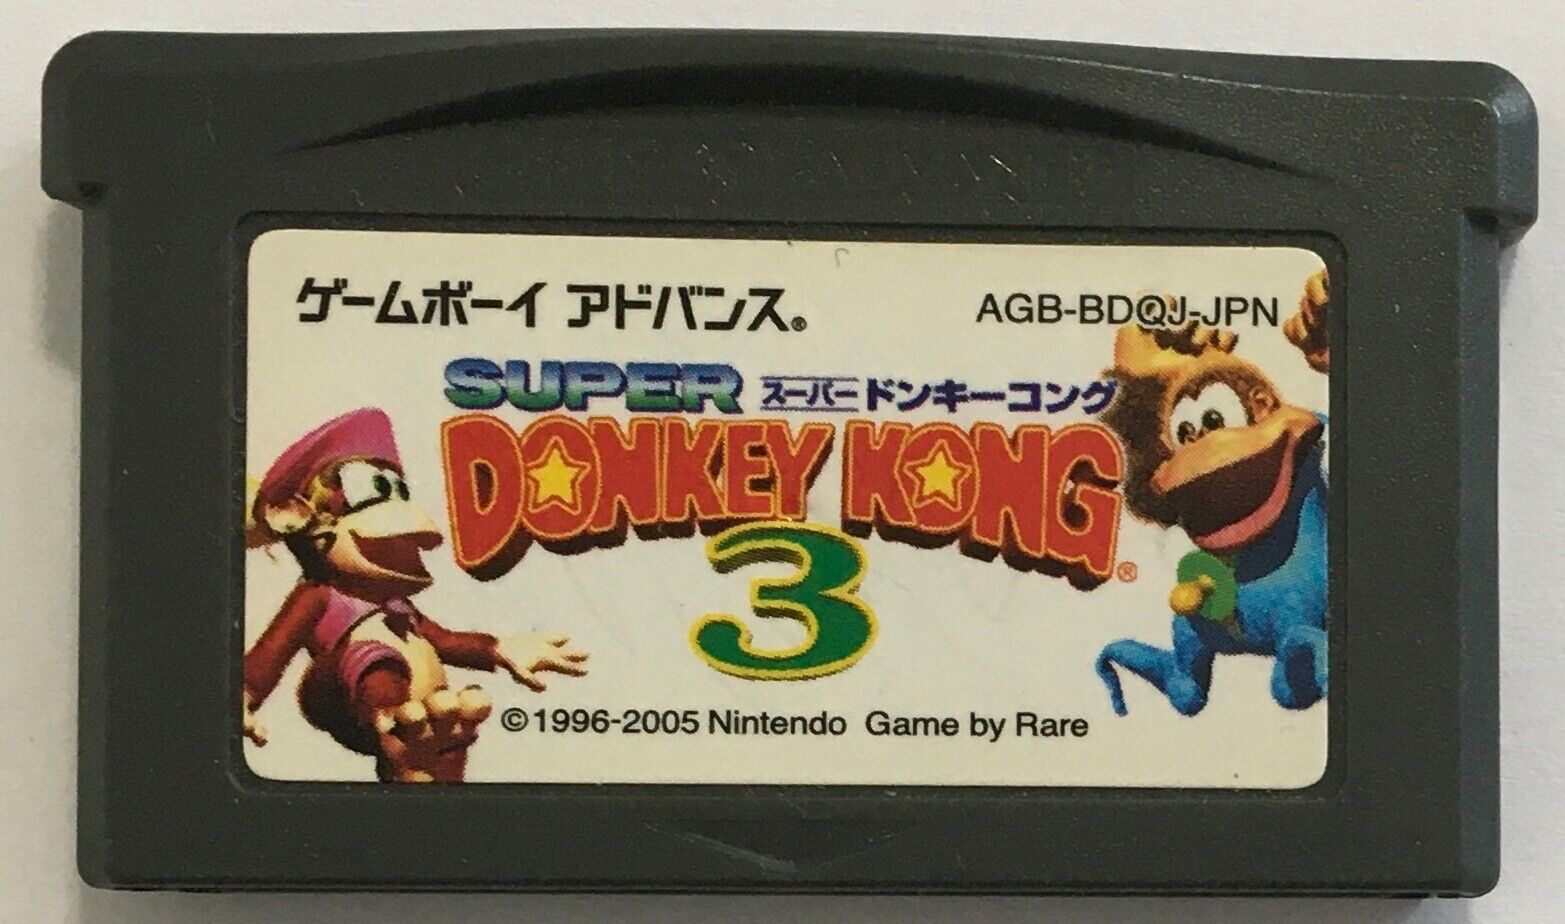 ゲームボーイ アドバンス®
AGB-BDQJ-JPN
SUPER スーパードンキーコング
DONKEY KONG®
3
©1996-2005 Nintendo Game by Rare